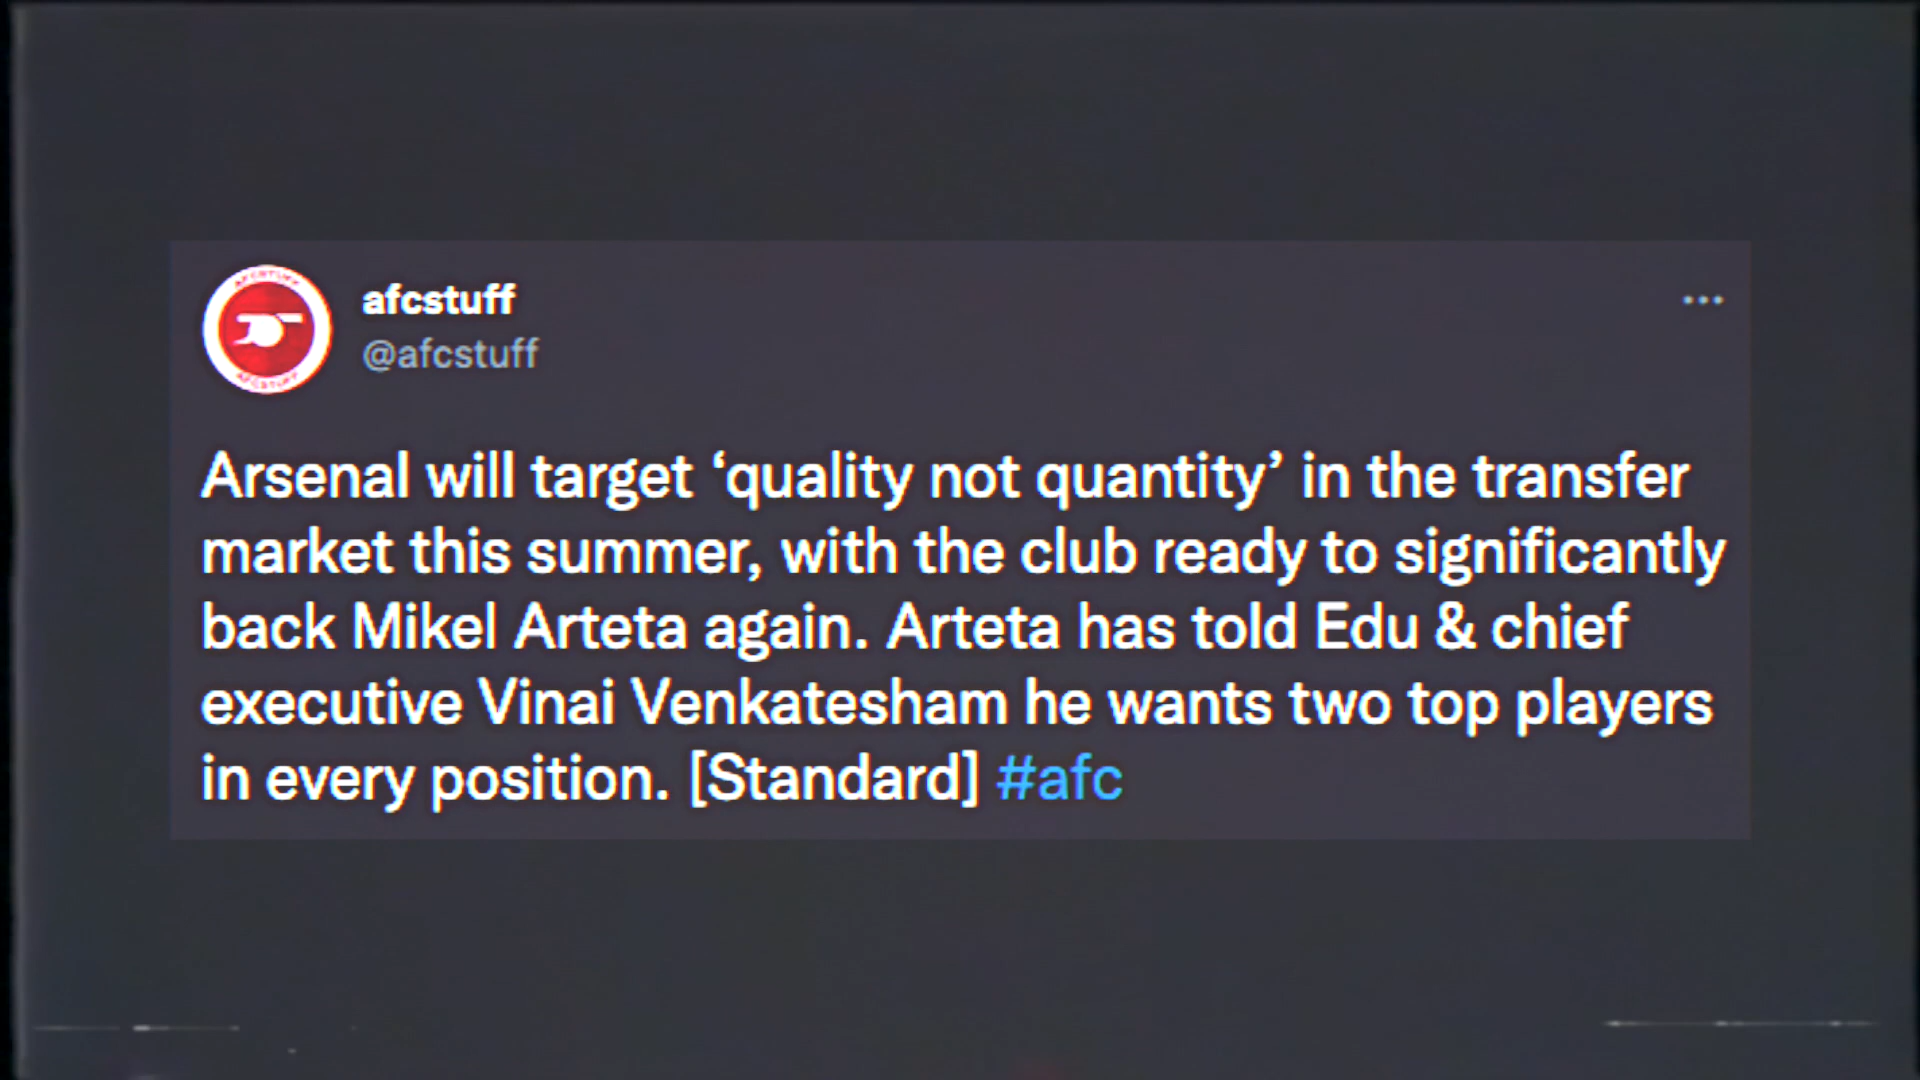 AFCSTUFF
afcstuff
@afcstuff
AFCSTUFF
Arsenal will target ‘quality not quantity’ in the transfer
market this summer, with the club ready to significantly
back Mikel Arteta again. Arteta has told Edu & chief
executive Vinai Venkatesham he wants two top players
in every position. [Standard] #afc